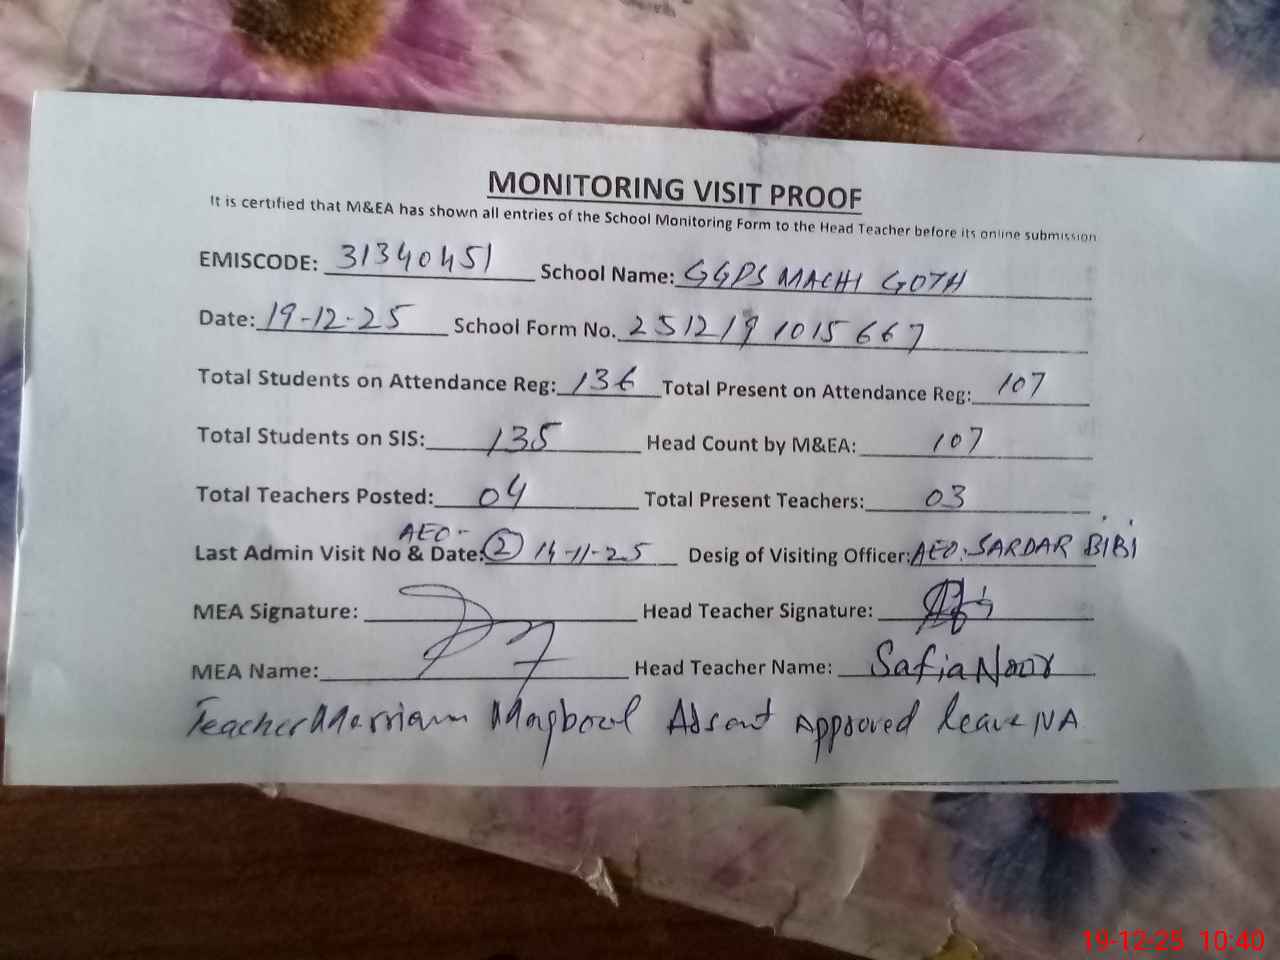 MONITORING VISIT PROOF
It is certified that M&EA has shown all entries of the School Monitoring Form to the Head Teacher before its online submission
EMISCODE: 31340451 School Name: GGPS MACHI GOTH
Date: 19-12-25 School Form No. 251219 1015667
Total Students on Attendance Reg: 136 Total Present on Attendance Reg: 107
Total Students on SIS: 135 Head Count by M&EA: 107
Total Teachers Posted: 04 Total Present Teachers: 03
AEO-
Last Admin Visit No & Date: 2 14-11-25 Desig of Visiting Officer: AEO. SARDAR BIBI
MEA Signature: Head Teacher Signature:
MEA Name: Head Teacher Name: Safia Noor
Teacher Marriam Maqbool Absent Approved leave NA
19-12-25 10:40